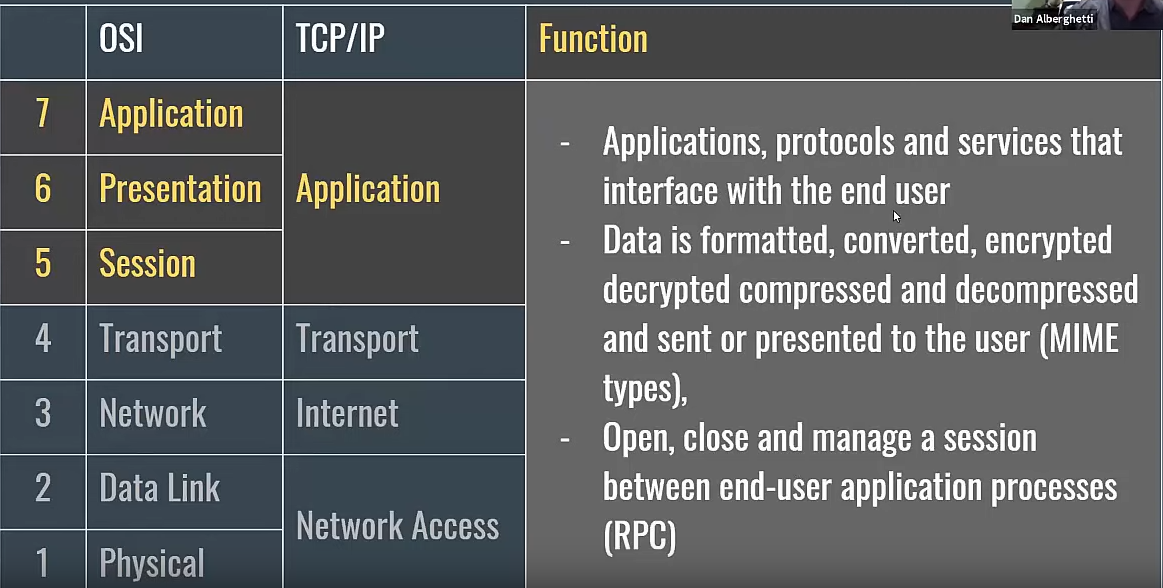 Dan Alberghetti
OSI TCP/IP Function
7 Application
6 Presentation Application
5 Session
4 Transport Transport
3 Network Internet
2 Data Link
Network Access
1 Physical
- Applications, protocols and services that
interface with the end user
- Data is formatted, converted, encrypted
decrypted compressed and decompressed
and sent or presented to the user (MIME
types),
- Open, close and manage a session
between end-user application processes
(RPC)